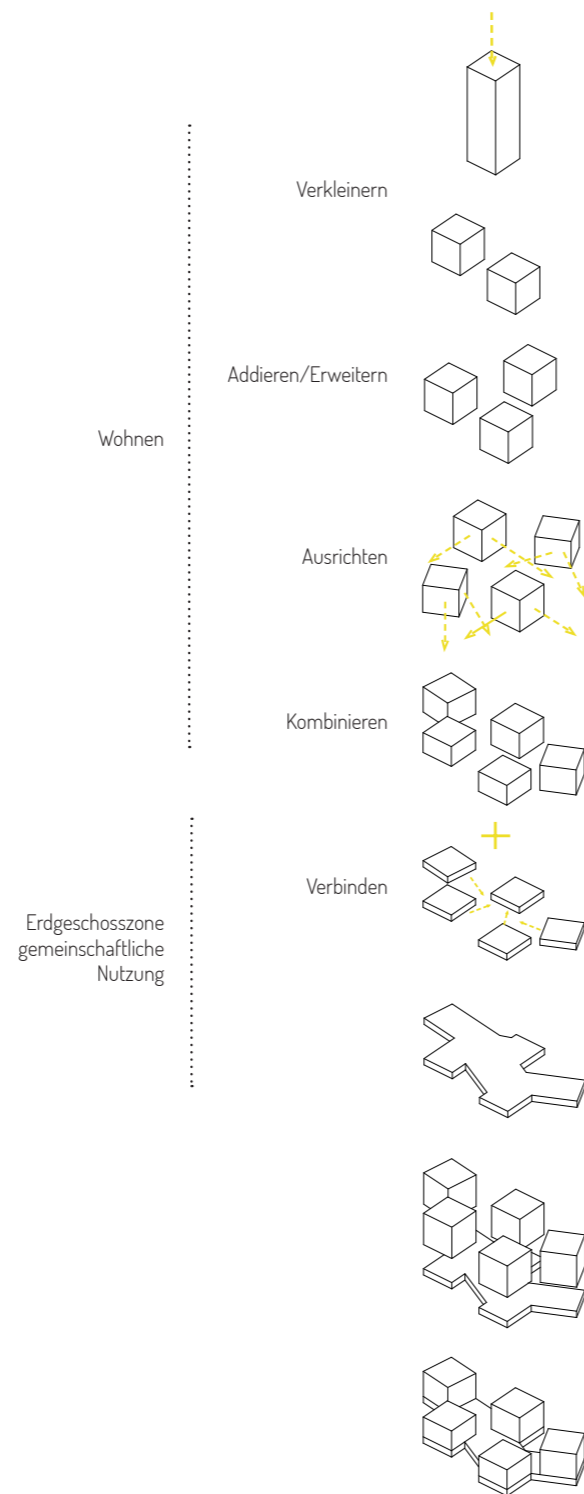 Verkleinern
Addieren/Erweitern
Wohnen
Ausrichten
Kombinieren
Verbinden
Erdgeschosszone
gemeinschaftliche
Nutzung